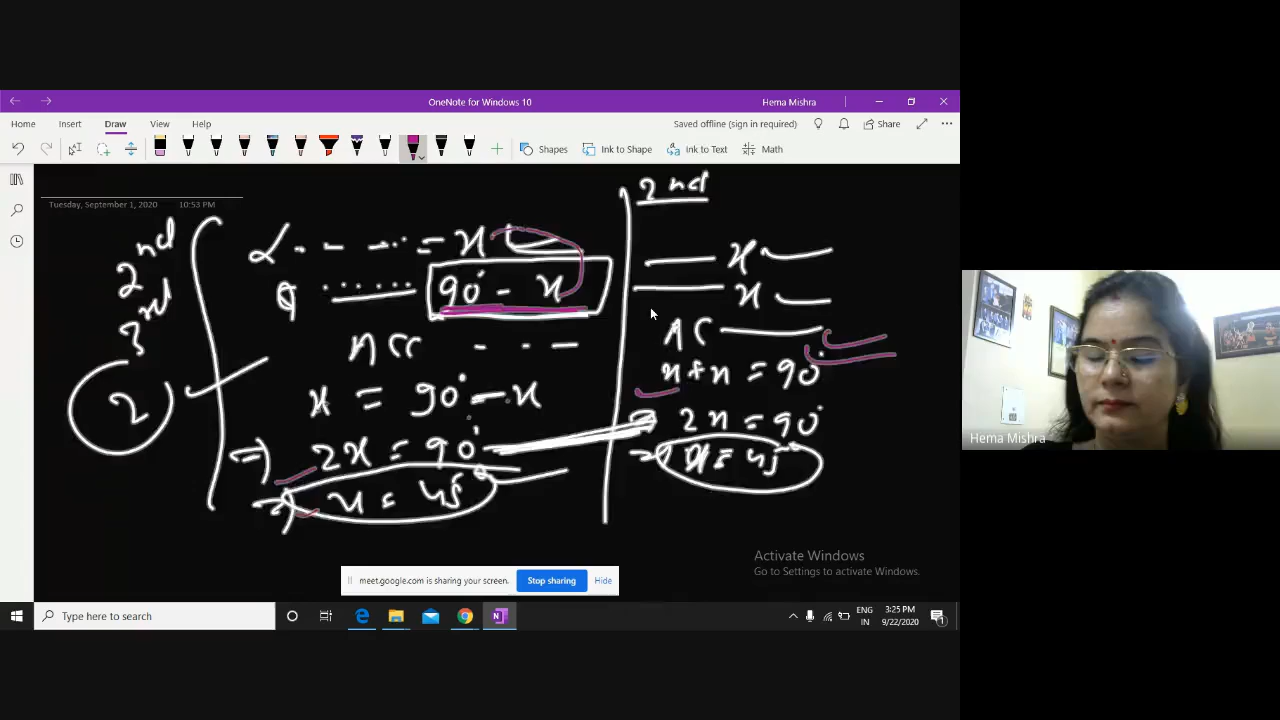 OneNote for Windows 10
Hema Mishra
Home Insert Draw View Help
Saved offline (sign in required)
Share
Shapes
Ink to Shape
Ink to Text
Math
Tuesday, September 1, 2020 10:53 PM
2nd
3rd
2
= x
90° - x
ACC
x = 90° - x
⇒ 2x = 90°
⇒ x = 45
2nd
x
x
AC
x + x = 90°
⇒ 2x = 90°
⇒ x = 45
Hema Mishra
Activate Windows
Go to Settings to activate Windows.
meet.google.com is sharing your screen.
Stop sharing
Hide
Type here to search
ENG
IN
3:25 PM
9/22/2020
1